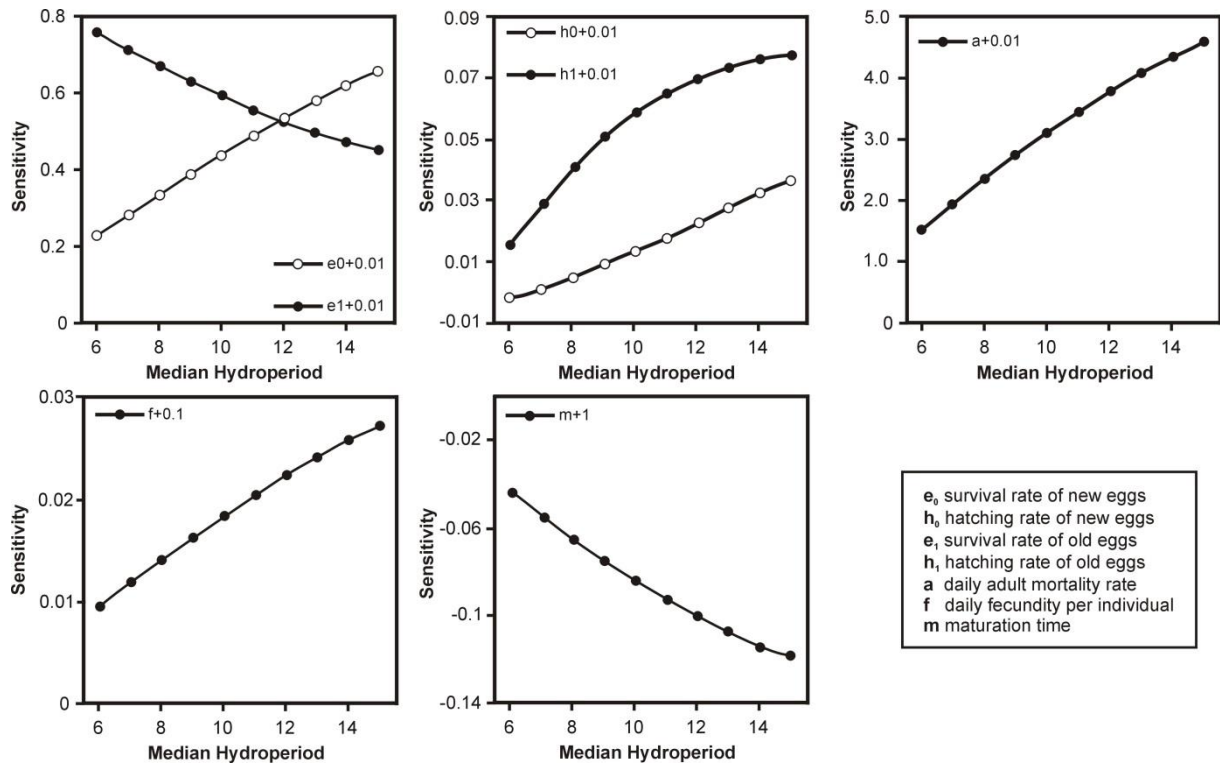 0.8
0.6
0.4
0.2
0
Sensitivity
e0+0.01
e1+0.01
6 8 10 12 14
Median Hydroperiod
0.09
0.07
0.05
0.03
0.01
-0.01
Sensitivity
h0+0.01
h1+0.01
6 8 10 12 14
Median Hydroperiod
5.0
4.0
3.0
2.0
1.0
0
Sensitivity
a+0.01
6 8 10 12 14
Median Hydroperiod
0.03
0.02
0.01
0
Sensitivity
f+0.1
6 8 10 12 14
Median Hydroperiod
-0.02
-0.06
-0.1
-0.14
Sensitivity
m+1
6 8 10 12 14
Median Hydroperiod
e₀ survival rate of new eggs
h₀ hatching rate of new eggs
e₁ survival rate of old eggs
h₁ hatching rate of old eggs
a daily adult mortality rate
f daily fecundity per individual
m maturation time